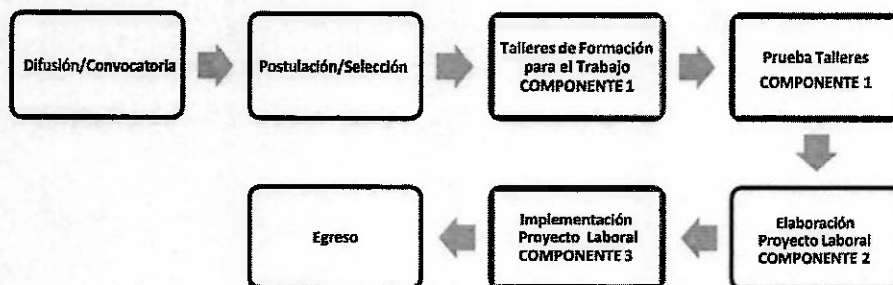 Difusión/Convocatoria
Postulación/Selección
Talleres de Formación
para el Trabajo
COMPONENTE 1
Prueba Talleres
COMPONENTE 1
Elaboración
Proyecto Laboral
COMPONENTE 2
Implementación
Proyecto Laboral
COMPONENTE 3
Egreso